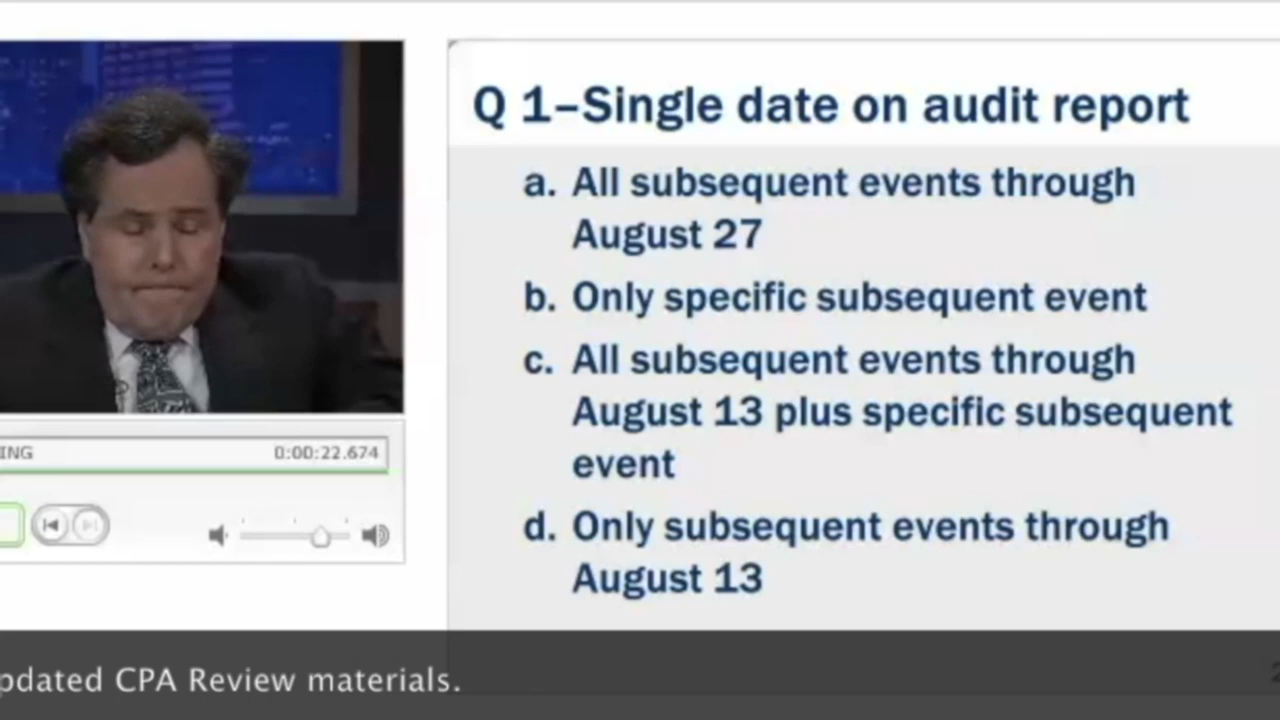 Q 1–Single date on audit report
a. All subsequent events through
August 27
b. Only specific subsequent event
c. All subsequent events through
August 13 plus specific subsequent
event
d. Only subsequent events through
August 13
ING 0:00:22.674
pdated CPA Review materials.